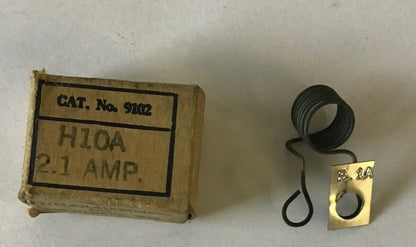 CAT. No. 9102
H10A
2.1 AMP.
2.1A